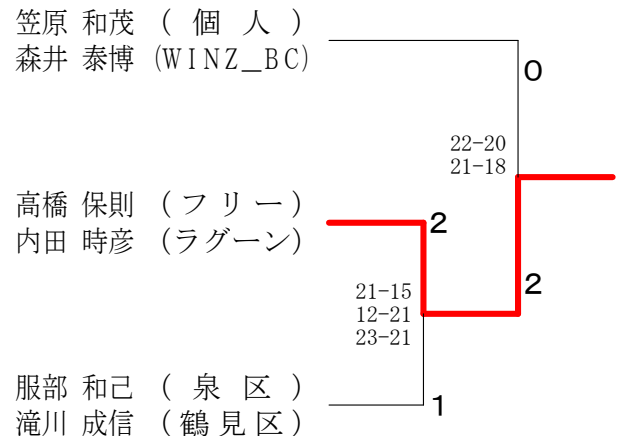 笠原 和茂 ( 個 人 )
0
森井 泰博 (WINZ_BC)
22-20
21-18
高橋 保則 ( フ リ ー )
2
内田 時彦 (ラグーン)
2
21-15
12-21
23-21
服部 和己 ( 泉 区 )
1
滝川 成信 ( 鶴 見 区 )